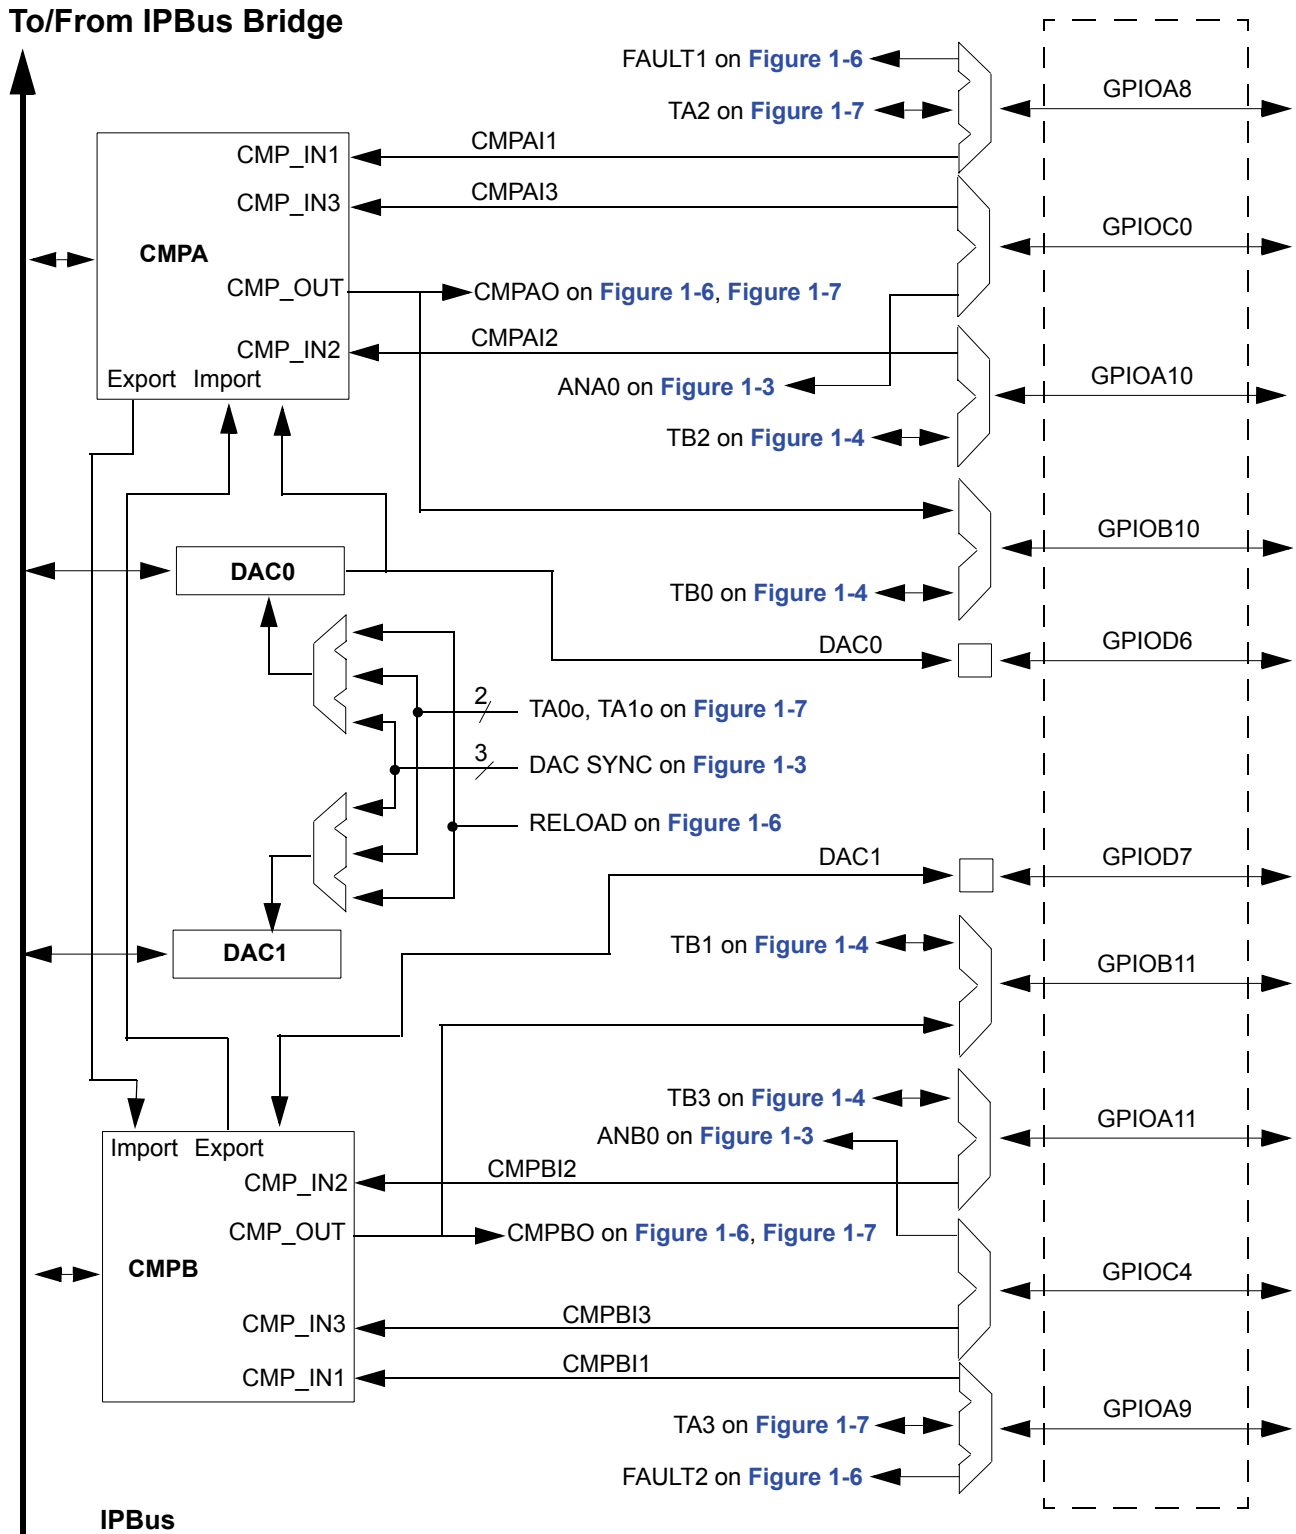 To/From IPBus Bridge
FAULT1 on Figure 1-6
GPIOA8
TA2 on Figure 1-7
CMP_IN1
CMPAI1
CMP_IN3
CMPAI3
GPIOC0
CMPA
CMP_OUT
CMPAO on Figure 1-6, Figure 1-7
CMP_IN2
CMPAI2
Export Import
ANA0 on Figure 1-3
GPIOA10
TB2 on Figure 1-4
GPIOB10
DAC0
TB0 on Figure 1-4
DAC0
GPIOD6
2
TA0o, TA1o on Figure 1-7
3
DAC SYNC on Figure 1-3
RELOAD on Figure 1-6
DAC1
GPIOD7
TB1 on Figure 1-4
DAC1
GPIOB11
TB3 on Figure 1-4
GPIOA11
ANB0 on Figure 1-3
Import Export
CMPBI2
CMP_IN2
CMP_OUT
CMPBO on Figure 1-6, Figure 1-7
CMPB
GPIOC4
CMP_IN3
CMPBI3
CMP_IN1
CMPBI1
GPIOA9
TA3 on Figure 1-7
FAULT2 on Figure 1-6
IPBus